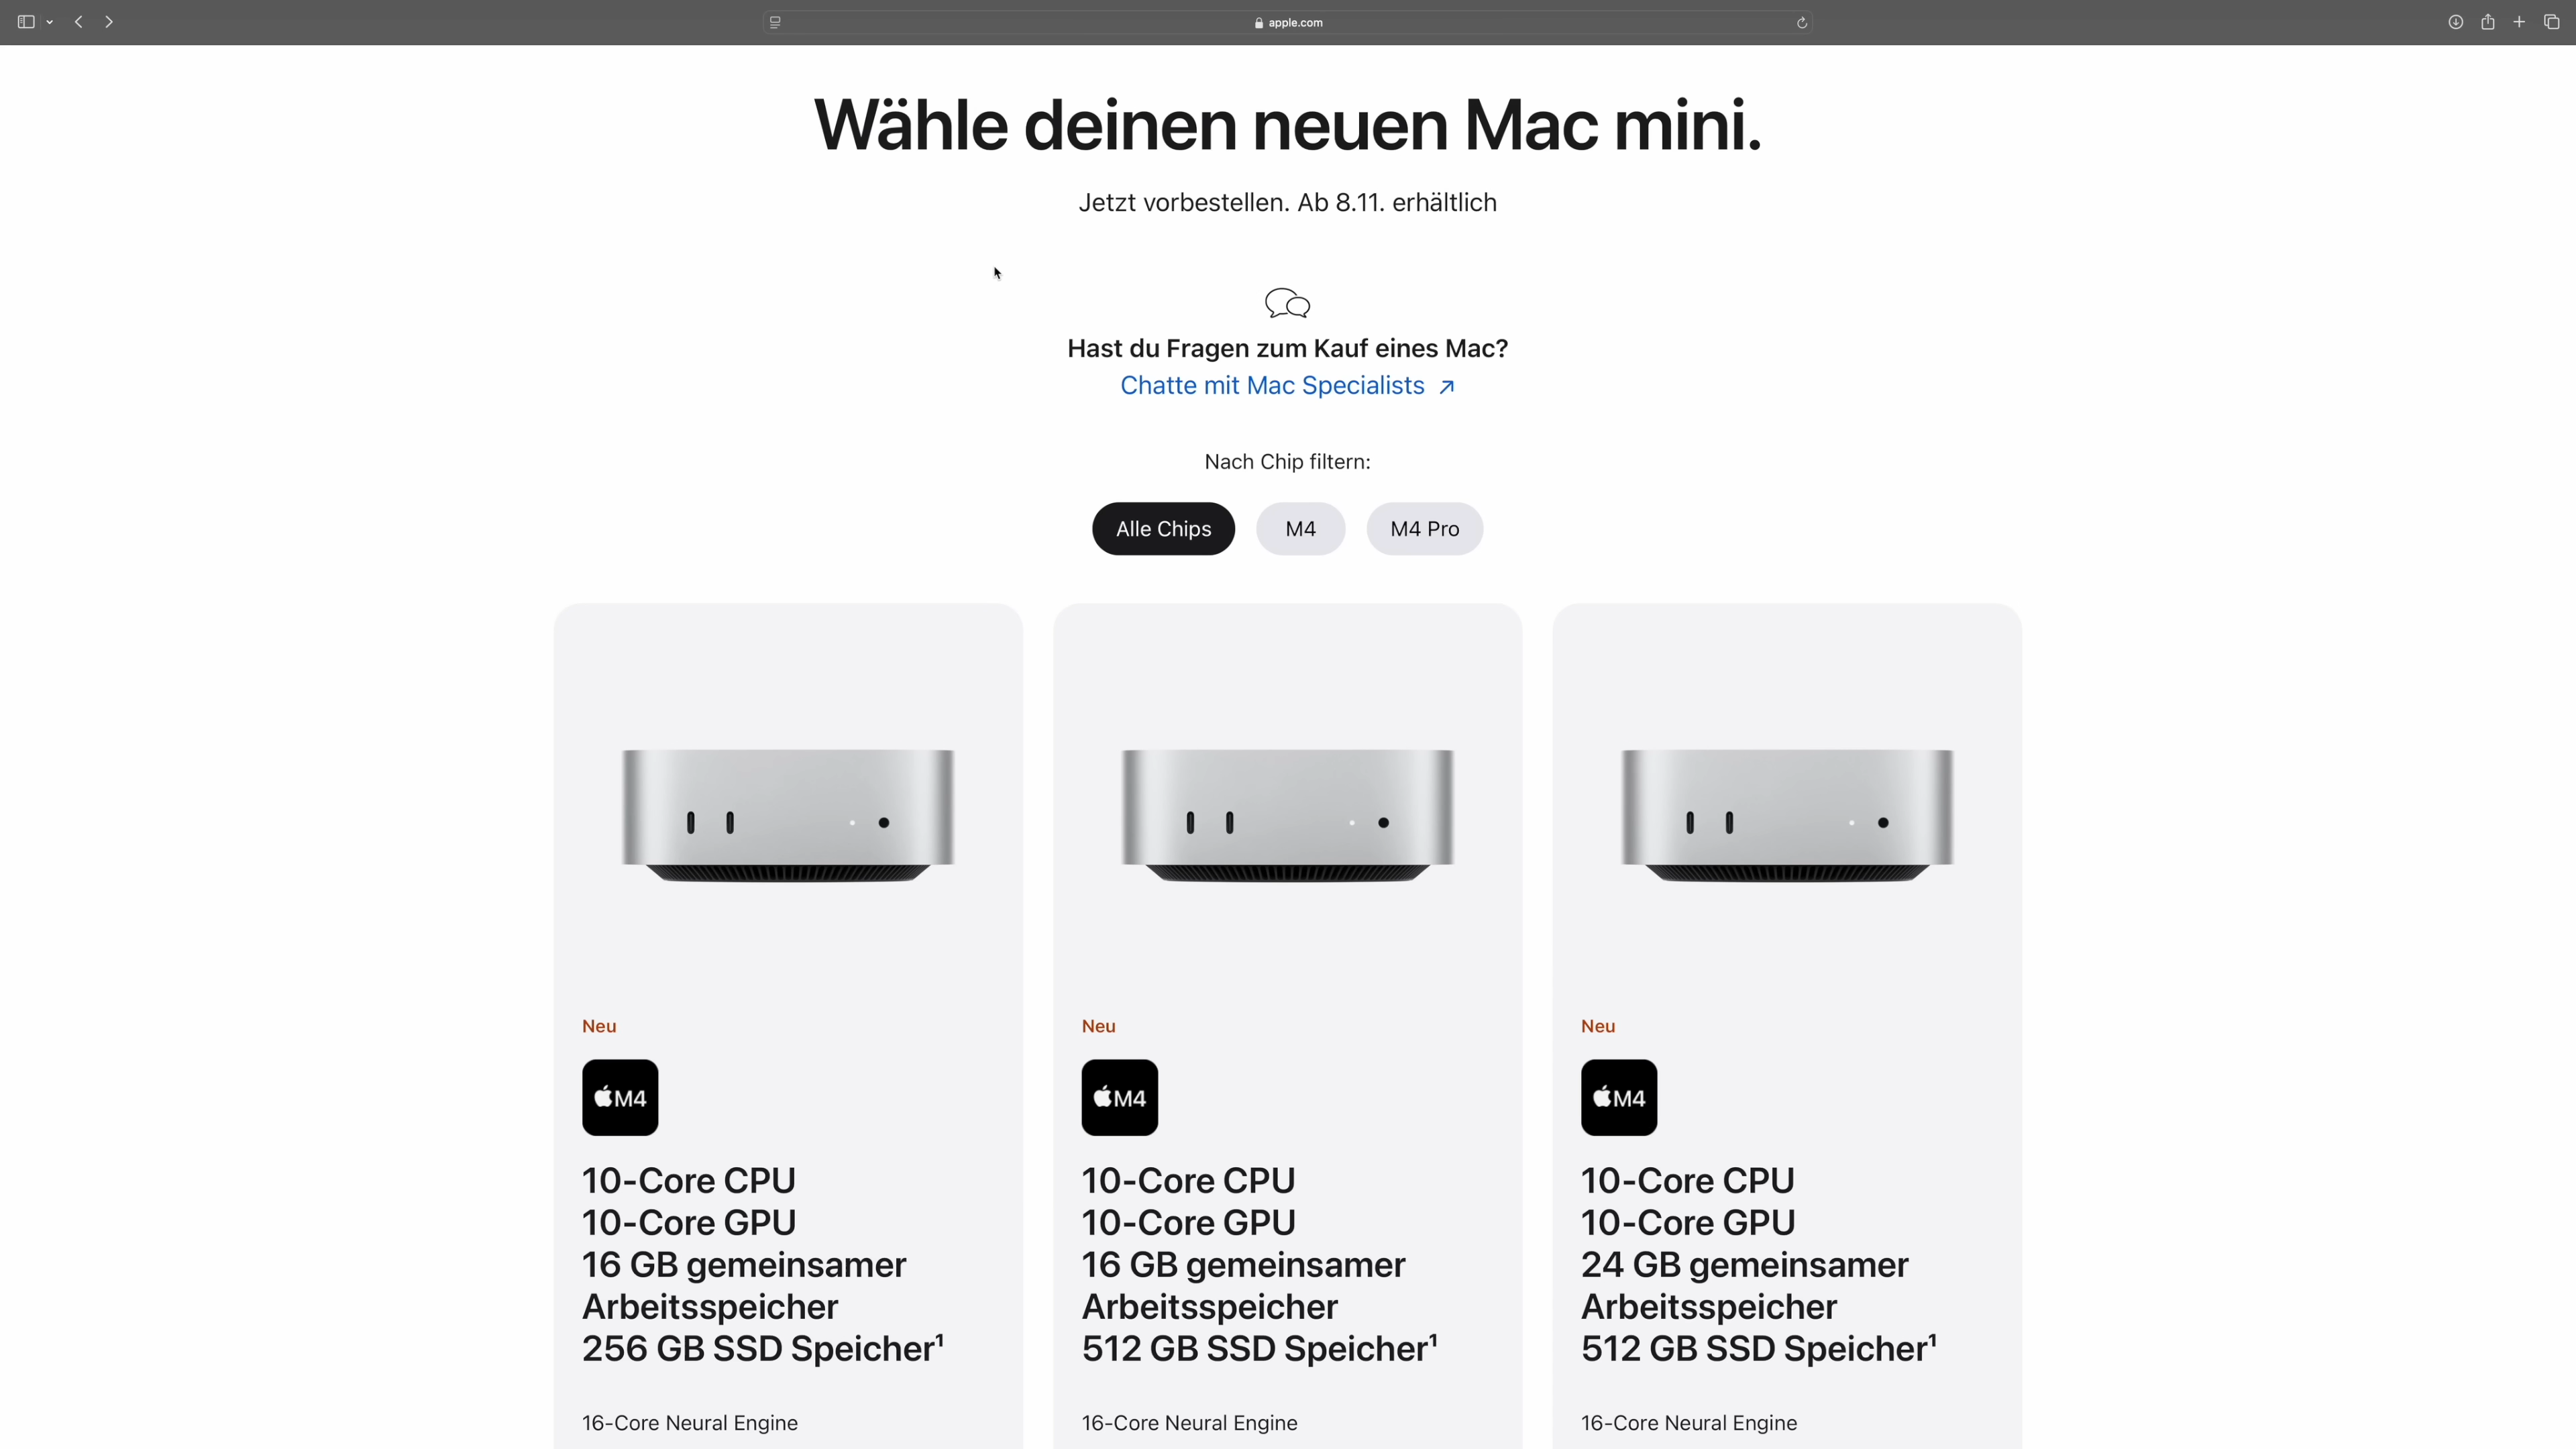 apple.com
Wähle deinen neuen Mac mini.
Jetzt vorbestellen. Ab 8.11. erhältlich
Hast du Fragen zum Kauf eines Mac?
Chatte mit Mac Specialists ↗
Nach Chip filtern:
Alle Chips
M4
M4 Pro
Neu
M4
10-Core CPU
10-Core GPU
16 GB gemeinsamer
Arbeitsspeicher
256 GB SSD Speicher¹
16-Core Neural Engine
Neu
M4
10-Core CPU
10-Core GPU
16 GB gemeinsamer
Arbeitsspeicher
512 GB SSD Speicher¹
16-Core Neural Engine
Neu
M4
10-Core CPU
10-Core GPU
24 GB gemeinsamer
Arbeitsspeicher
512 GB SSD Speicher¹
16-Core Neural Engine